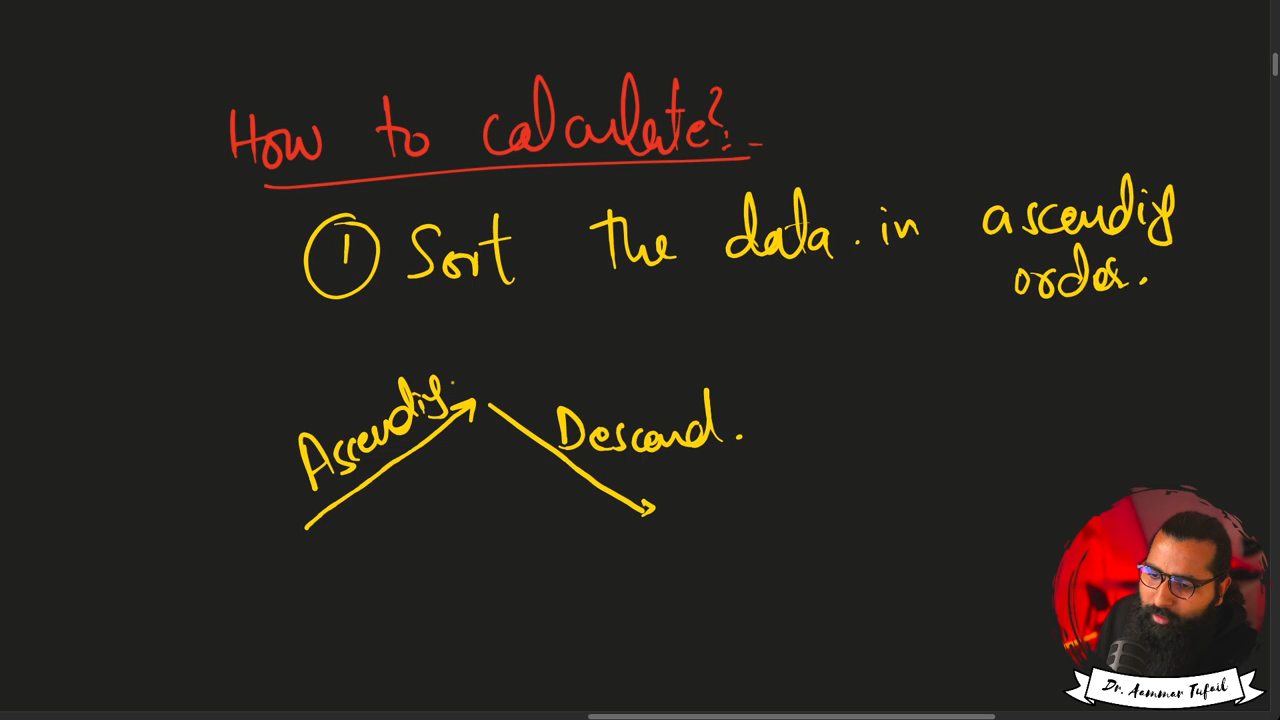 How to calculate?:-
① Sort the data. in ascending
order.
Ascending.
Descend.
Dr. Aammar Tufail